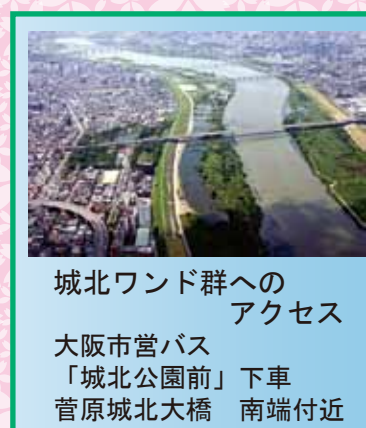 城北ワンド群への
アクセス
大阪市営バス
「城北公園前」下車
菅原城北大橋　南端付近